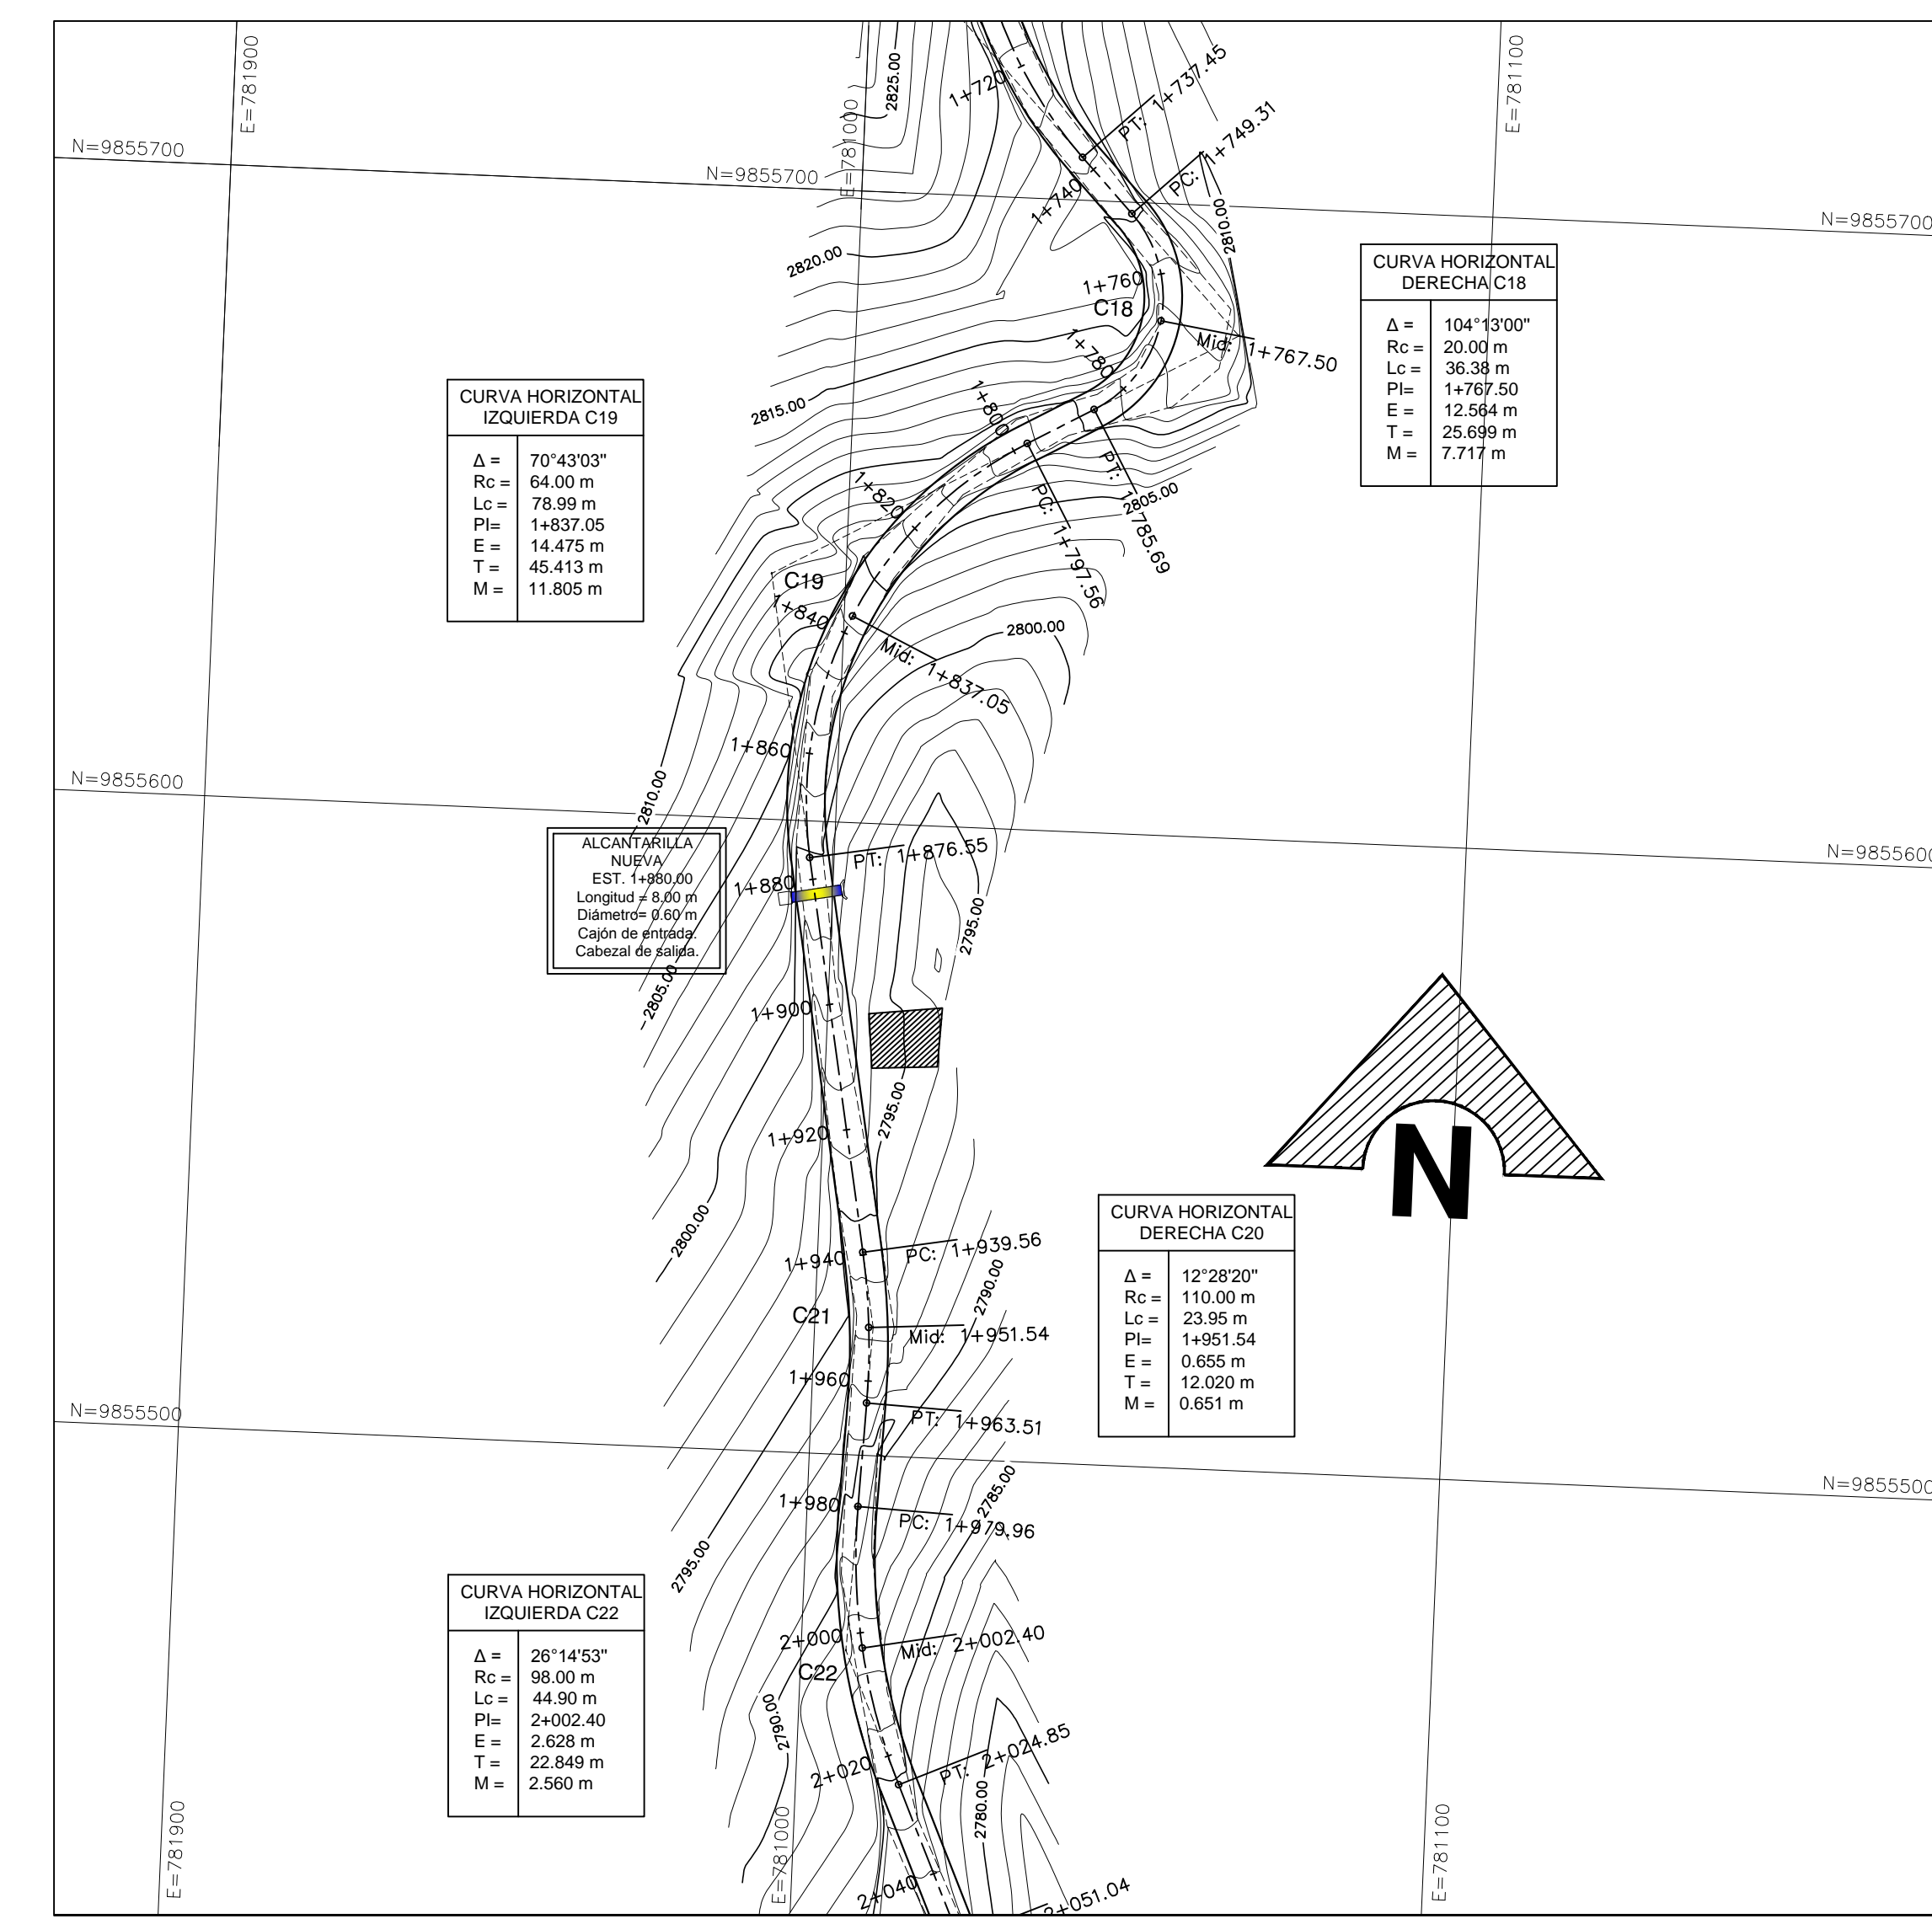 E=781900
2825.00
E=781000
1+720
PT: 1+737.45
E=781100
N=9855700
N=9855700
N=9855700
PC: 1+749.31
1+740
2810.00
2820.00
1+760
C18
Mid: 1+767.50
1+780
CURVA HORIZONTAL
DERECHA C18
Δ = 104°13'00"
Rc = 20.00 m
Lc = 36.38 m
PI= 1+767.50
E = 12.564 m
T = 25.699 m
M = 7.717 m
CURVA HORIZONTAL
IZQUIERDA C19
Δ = 70°43'03"
Rc = 64.00 m
Lc = 78.99 m
PI= 1+837.05
E = 14.475 m
T = 45.413 m
M = 11.805 m
2815.00
1+800
PT: 1+785.69
2805.00
1+820
PC: 1+797.56
C19
1+840
Mid: 1+837.05
2800.00
1+860
N=9855600
N=9855600
2810.00
ALCANTARILLA
NUEVA
EST. 1+880.00
Longitud = 8.00 m
Diámetro= 0.60 m
Cajón de entrada.
Cabezal de salida.
PT: 1+876.55
1+880
2795.00
2805.00
1+900
2795.00
1+920
N
2800.00
PC: 1+939.56
1+940
2790.00
C21
Mid: 1+951.54
1+960
CURVA HORIZONTAL
DERECHA C20
Δ = 12°28'20"
Rc = 110.00 m
Lc = 23.95 m
PI= 1+951.54
E = 0.655 m
T = 12.020 m
M = 0.651 m
N=9855500
PT: 1+963.51
N=9855500
2785.00
1+980
PC: 1+979.96
2795.00
CURVA HORIZONTAL
IZQUIERDA C22
Δ = 26°14'53"
Rc = 98.00 m
Lc = 44.90 m
PI= 2+002.40
E = 2.628 m
T = 22.849 m
M = 2.560 m
2+000
Mid: 2+002.40
C22
2790.00
2+020
PT: 2+024.85
2780.00
E=781900
E=781000
E=781100
2+040
2+051.04